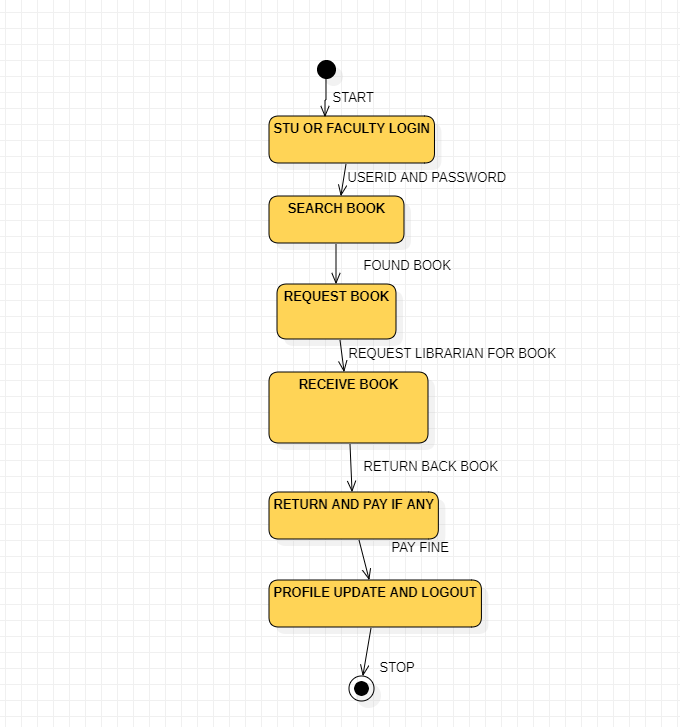 START
STU OR FACULTY LOGIN
USERID AND PASSWORD
SEARCH BOOK
FOUND BOOK
REQUEST BOOK
REQUEST LIBRARIAN FOR BOOK
RECEIVE BOOK
RETURN BACK BOOK
RETURN AND PAY IF ANY
PAY FINE
PROFILE UPDATE AND LOGOUT
STOP